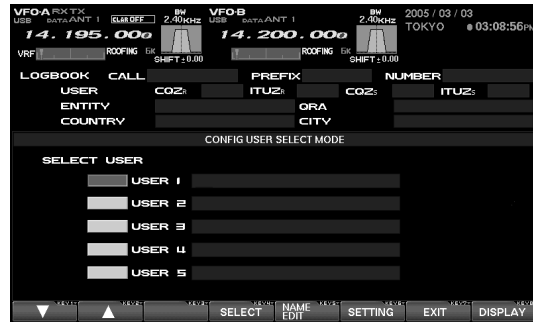 VFO-A RX TX BW VFO-B BW 2005 / 03 / 03
USB DATA ANT 1 CLAR OFF 2.40KHZ USB DATA ANT 1 2.40KHZ TOKYO 03:08:56PM
14. 195. 000 14. 200. 000
VRF ROOFING 6K SHIFT±0.00 ROOFING 6K SHIFT±0.00
LOGBOOK CALL PREFIX NUMBER
USER CQZR ITUZR CQZS ITUZS
ENTITY QRA
COUNTRY CITY
CONFIG USER SELECT MODE
SELECT USER
USER 1
USER 2
USER 3
USER 4
USER 5
▼ ▲ SELECT NAME EDIT SETTING EXIT DISPLAY